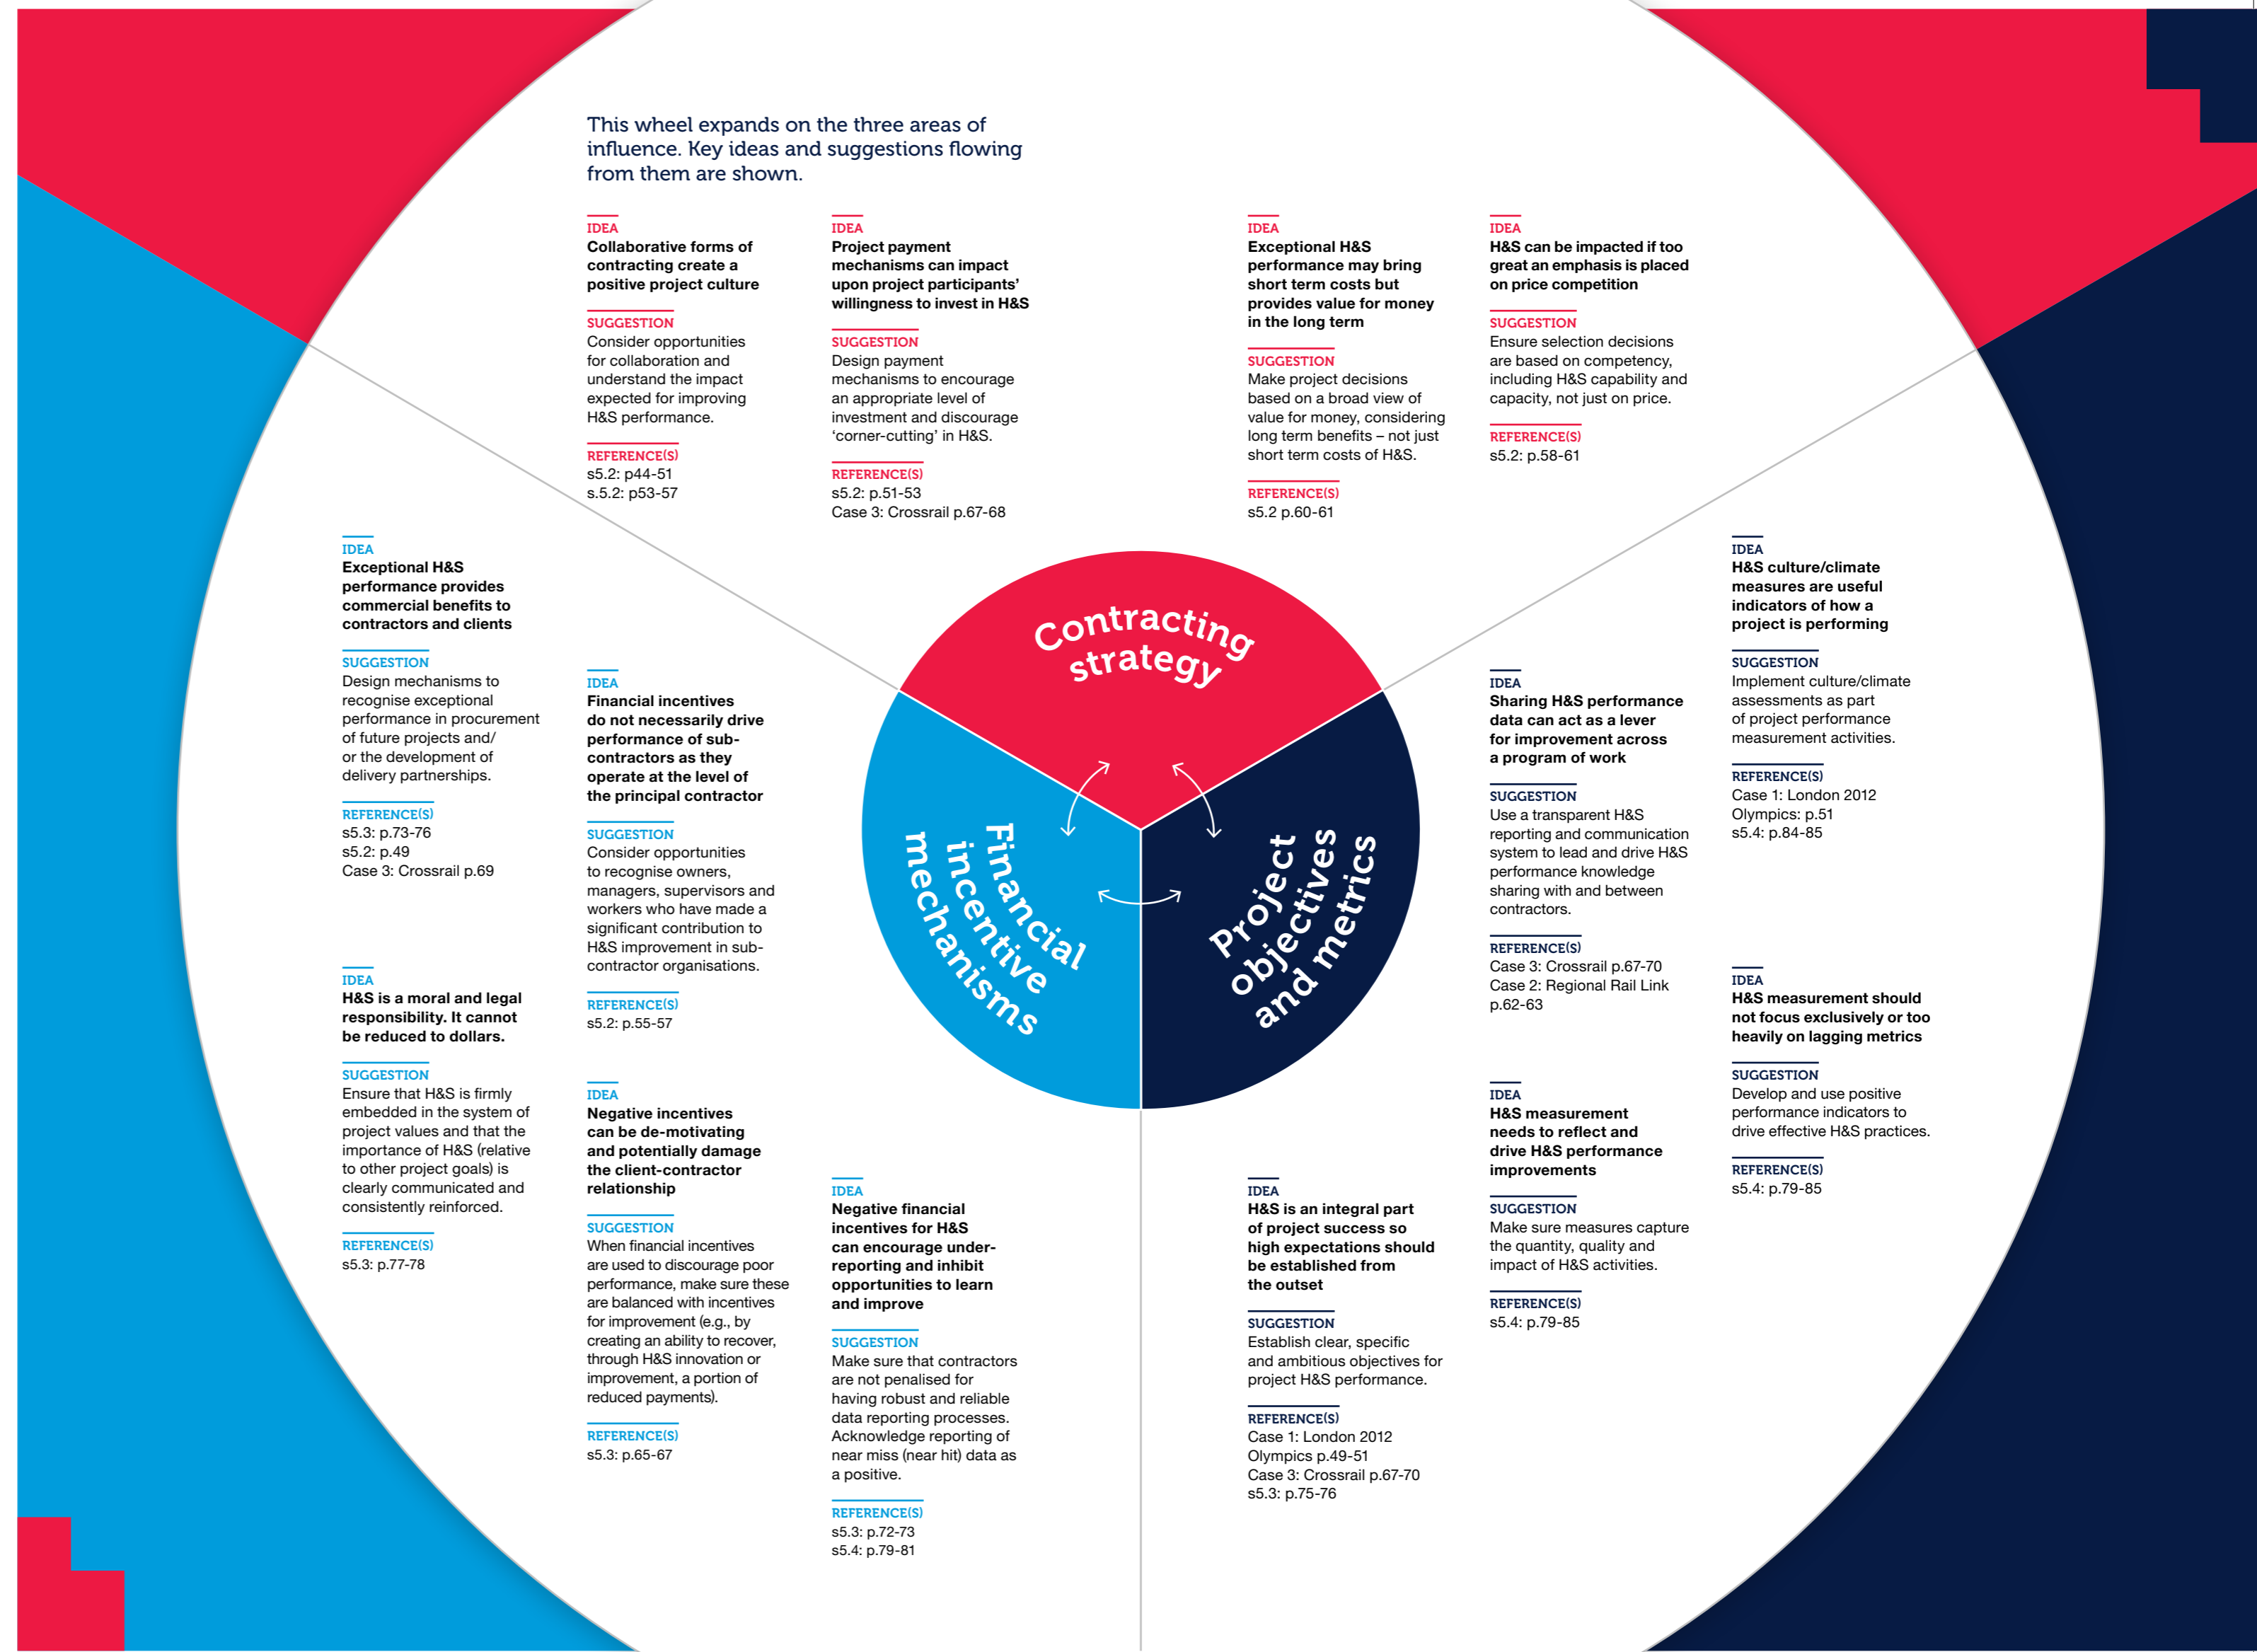 This wheel expands on the three areas of
influence. Key ideas and suggestions flowing
from them are shown.
IDEA
Collaborative forms of
contracting create a
positive project culture
SUGGESTION
Consider opportunities
for collaboration and
understand the impact
expected for improving
H&S performance.
REFERENCE(S)
s5.2: p44-51
s.5.2: p53-57
IDEA
Project payment
mechanisms can impact
upon project participants’
willingness to invest in H&S
SUGGESTION
Design payment
mechanisms to encourage
an appropriate level of
investment and discourage
‘corner-cutting’ in H&S.
REFERENCE(S)
s5.2: p.51-53
Case 3: Crossrail p.67-68
IDEA
Exceptional H&S
performance may bring
short term costs but
provides value for money
in the long term
SUGGESTION
Make project decisions
based on a broad view of
value for money, considering
long term benefits – not just
short term costs of H&S.
REFERENCE(S)
s5.2 p.60-61
IDEA
H&S can be impacted if too
great an emphasis is placed
on price competition
SUGGESTION
Ensure selection decisions
are based on competency,
including H&S capability and
capacity, not just on price.
REFERENCE(S)
s5.2: p.58-61
Contracting
strategy
Financial
incentive
mechanisms
Project
objectives
and metrics
IDEA
Exceptional H&S
performance provides
commercial benefits to
contractors and clients
SUGGESTION
Design mechanisms to
recognise exceptional
performance in procurement
of future projects and/
or the development of
delivery partnerships.
REFERENCE(S)
s5.3: p.73-76
s5.2: p.49
Case 3: Crossrail p.69
IDEA
H&S is a moral and legal
responsibility. It cannot
be reduced to dollars.
SUGGESTION
Ensure that H&S is firmly
embedded in the system of
project values and that the
importance of H&S (relative
to other project goals) is
clearly communicated and
consistently reinforced.
REFERENCE(S)
s5.3: p.77-78
IDEA
Financial incentives
do not necessarily drive
performance of sub-
contractors as they
operate at the level of
the principal contractor
SUGGESTION
Consider opportunities
to recognise owners,
managers, supervisors and
workers who have made a
significant contribution to
H&S improvement in sub-
contractor organisations.
REFERENCE(S)
s5.2: p.55-57
IDEA
Negative incentives
can be de-motivating
and potentially damage
the client-contractor
relationship
SUGGESTION
When financial incentives
are used to discourage poor
performance, make sure these
are balanced with incentives
for improvement (e.g., by
creating an ability to recover,
through H&S innovation or
improvement, a portion of
reduced payments).
REFERENCE(S)
s5.3: p.65-67
IDEA
Negative financial
incentives for H&S
can encourage under-
reporting and inhibit
opportunities to learn
and improve
SUGGESTION
Make sure that contractors
are not penalised for
having robust and reliable
data reporting processes.
Acknowledge reporting of
near miss (near hit) data as
a positive.
REFERENCE(S)
s5.3: p.72-73
s5.4: p.79-81
IDEA
H&S is an integral part
of project success so
high expectations should
be established from
the outset
SUGGESTION
Establish clear, specific
and ambitious objectives for
project H&S performance.
REFERENCE(S)
Case 1: London 2012
Olympics p.49-51
Case 3: Crossrail p.67-70
s5.3: p.75-76
IDEA
Sharing H&S performance
data can act as a lever
for improvement across
a program of work
SUGGESTION
Use a transparent H&S
reporting and communication
system to lead and drive H&S
performance knowledge
sharing with and between
contractors.
REFERENCE(S)
Case 3: Crossrail p.67-70
Case 2: Regional Rail Link
p.62-63
IDEA
H&S measurement
needs to reflect and
drive H&S performance
improvements
SUGGESTION
Make sure measures capture
the quantity, quality and
impact of H&S activities.
REFERENCE(S)
s5.4: p.79-85
IDEA
H&S culture/climate
measures are useful
indicators of how a
project is performing
SUGGESTION
Implement culture/climate
assessments as part
of project performance
measurement activities.
REFERENCE(S)
Case 1: London 2012
Olympics: p.51
s5.4: p.84-85
IDEA
H&S measurement should
not focus exclusively or too
heavily on lagging metrics
SUGGESTION
Develop and use positive
performance indicators to
drive effective H&S practices.
REFERENCE(S)
s5.4: p.79-85